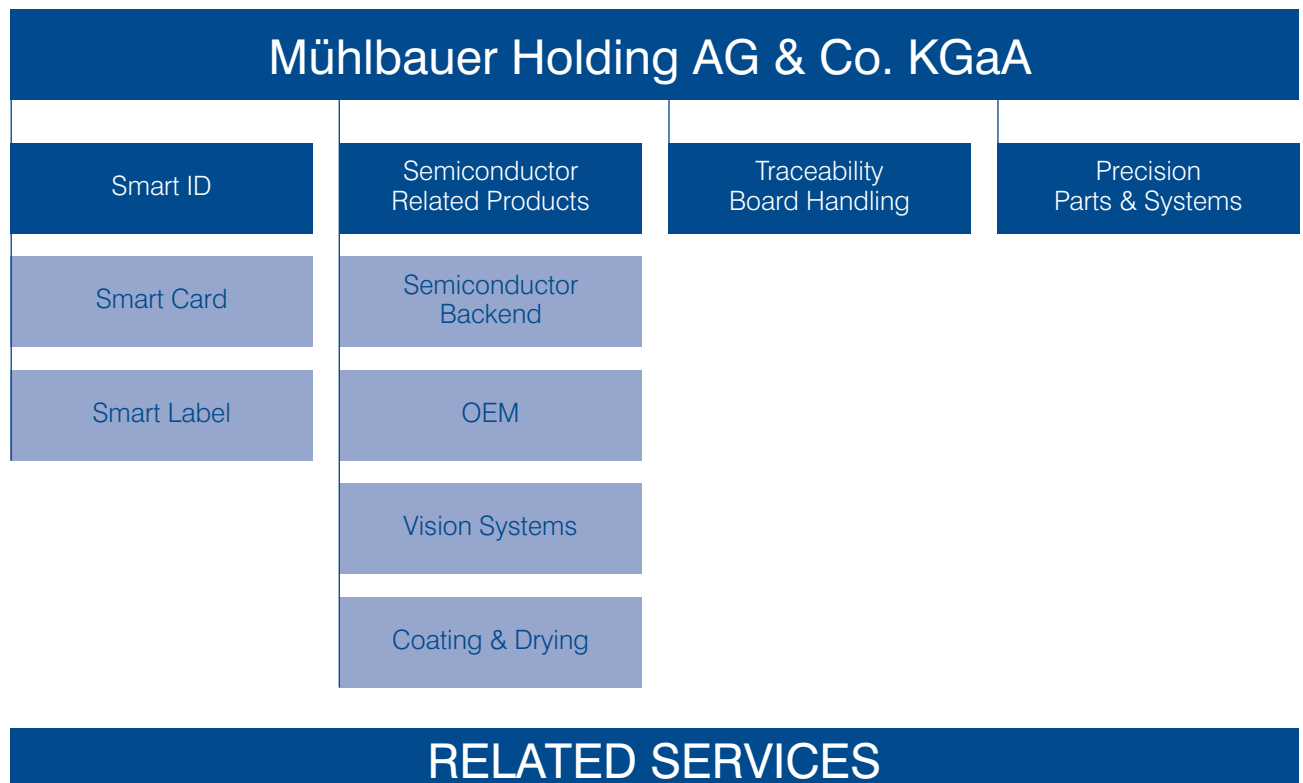 Mühlbauer Holding AG & Co. KGaA
Smart ID
Semiconductor
Related Products
Traceability
Board Handling
Precision
Parts & Systems
Smart Card
Semiconductor
Backend
Smart Label
OEM
Vision Systems
Coating & Drying
RELATED SERVICES